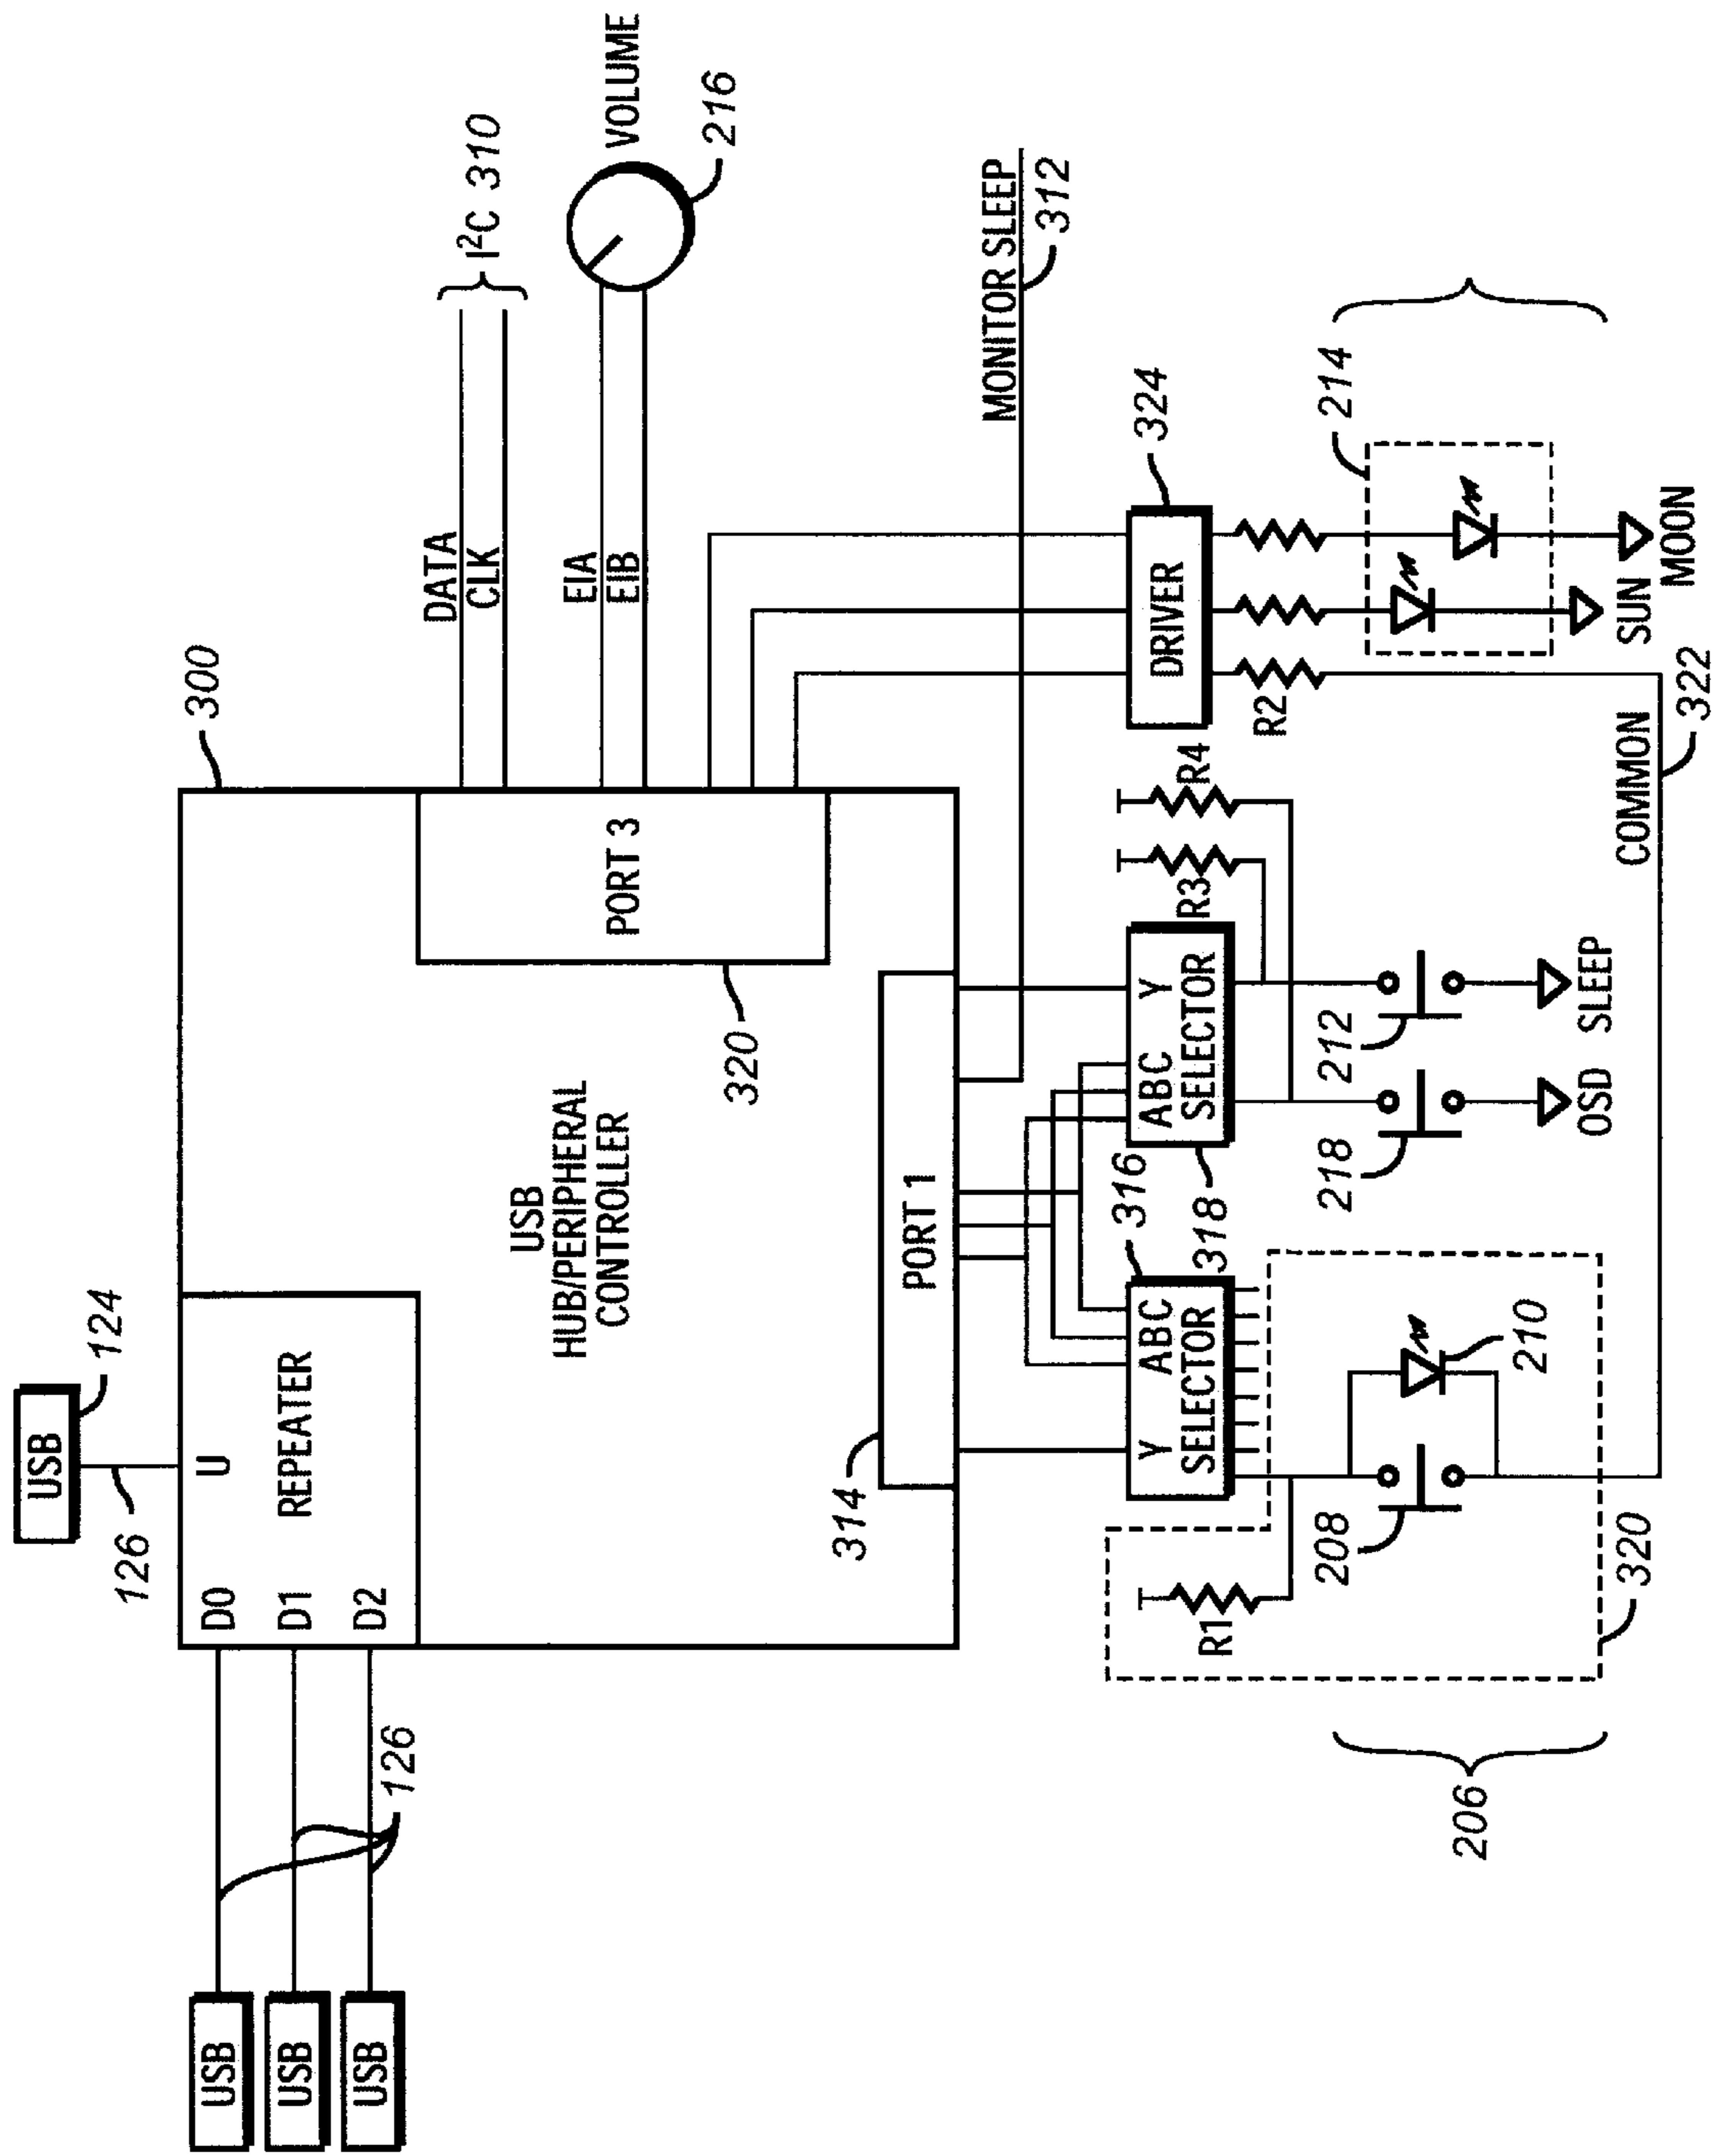 USB
124
126
U
REPEATER
D0
D1
D2
126
USB
USB
USB
300
USB
HUB/PERIPHERAL
CONTROLLER
PORT 3
320
DATA
CLK
I²C 310
EIA
EIB
VOLUME
216
MONITOR SLEEP
312
314
PORT 1
316
Y ABC
SELECTOR
318
ABC Y
SELECTOR
R1
R3
R4
R2
DRIVER
324
214
208
210
218
212
OSD
SLEEP
SUN
MOON
COMMON
322
320
206